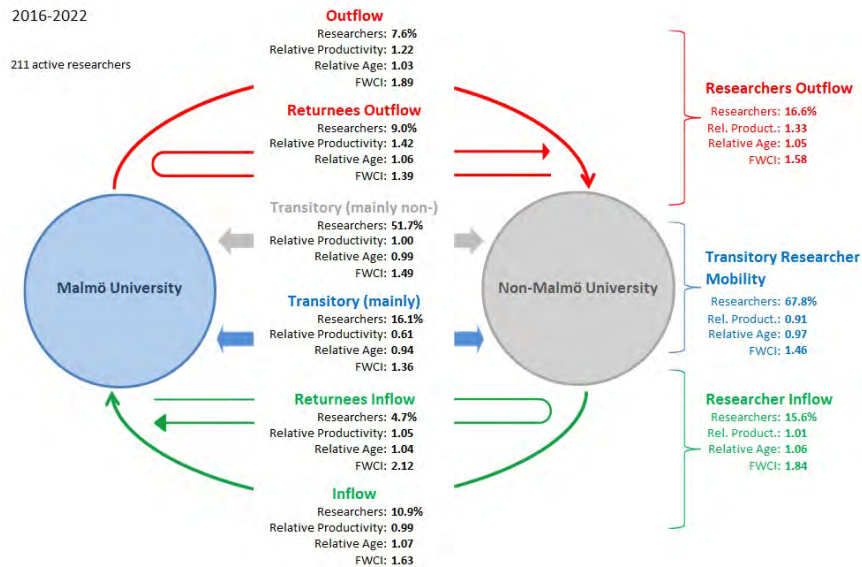 2016-2022
211 active researchers
Outflow
Researchers: 7.6%
Relative Productivity: 1.22
Relative Age: 1.03
FWCI: 1.89
Returnees Outflow
Researchers: 9.0%
Relative Productivity: 1.42
Relative Age: 1.06
FWCI: 1.39
Transitory (mainly non-)
Researchers: 51.7%
Relative Productivity: 1.00
Relative Age: 0.99
FWCI: 1.49
Malmö University
Non-Malmö University
Transitory (mainly)
Researchers: 16.1%
Relative Productivity: 0.61
Relative Age: 0.94
FWCI: 1.36
Returnees Inflow
Researchers: 4.7%
Relative Productivity: 1.05
Relative Age: 1.04
FWCI: 2.12
Inflow
Researchers: 10.9%
Relative Productivity: 0.99
Relative Age: 1.07
FWCI: 1.63
Researchers Outflow
Researchers: 16.6%
Rel. Product.: 1.33
Relative Age: 1.05
FWCI: 1.58
Transitory Researcher
Mobility
Researchers: 67.8%
Rel. Product.: 0.91
Relative Age: 0.97
FWCI: 1.46
Researcher Inflow
Researchers: 15.6%
Rel. Product.: 1.01
Relative Age: 1.06
FWCI: 1.84